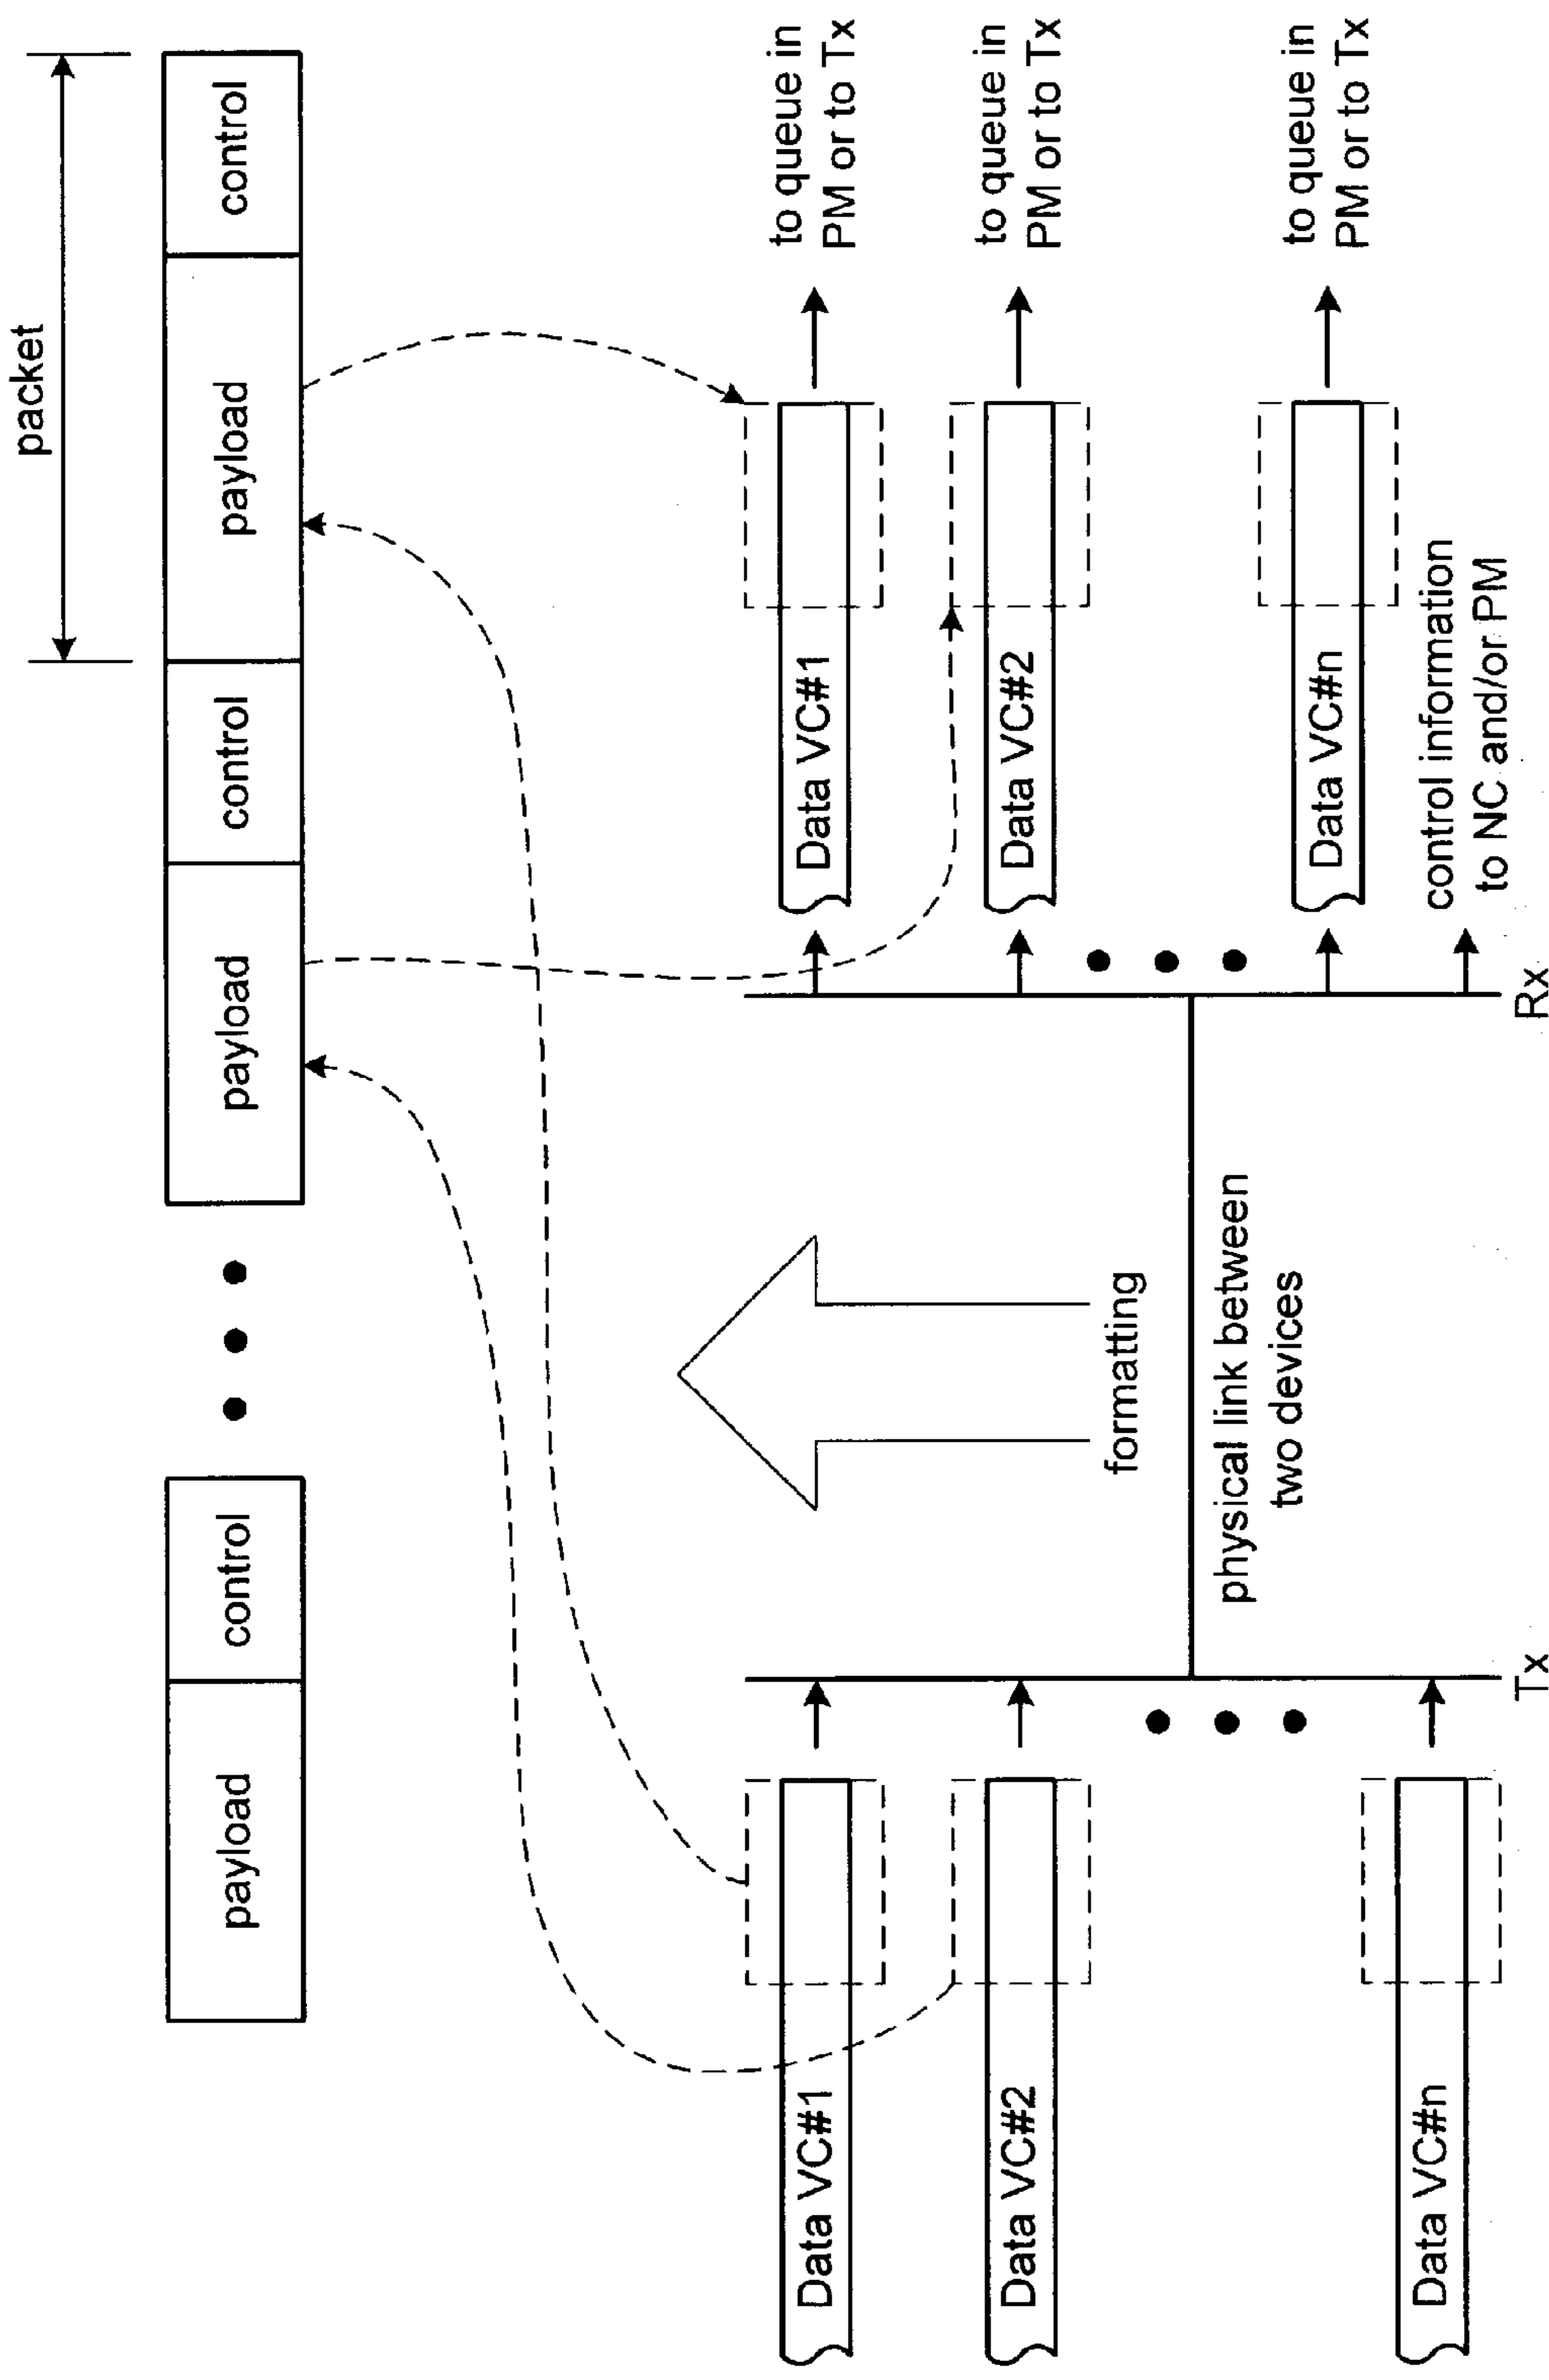 packet
payload
control
payload
control
payload
control
formatting
Data VC#1
Data VC#2
Data VC#n
Tx
physical link between
two devices
Rx
Data VC#1
to queue in
PM or to Tx
Data VC#2
to queue in
PM or to Tx
Data VC#n
to queue in
PM or to Tx
control information
to NC and/or PM